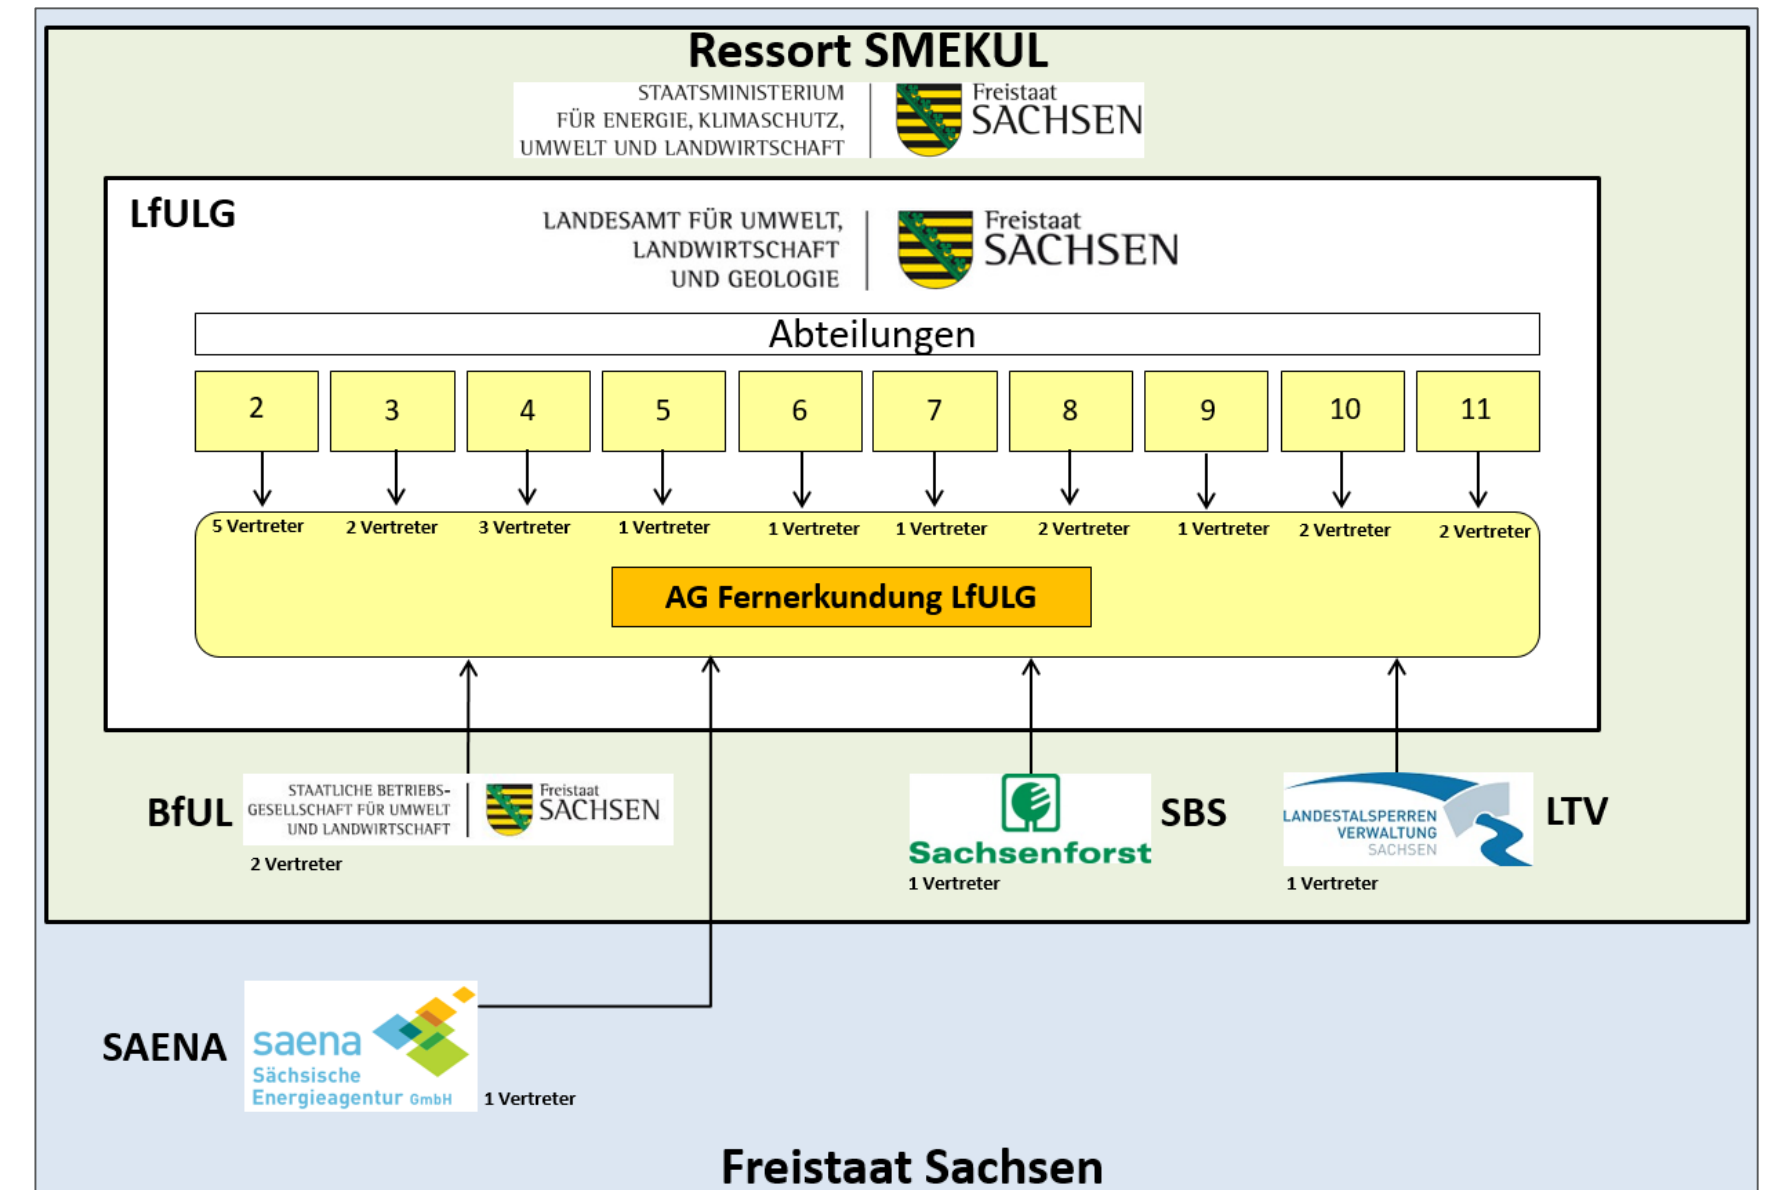 Ressort SMEKUL
STAATSMINISTERIUM
FÜR ENERGIE, KLIMASCHUTZ,
UMWELT UND LANDWIRTSCHAFT
Freistaat
SACHSEN
LfULG
LANDESAMT FÜR UMWELT,
LANDWIRTSCHAFT
UND GEOLOGIE
Freistaat
SACHSEN
Abteilungen
2 3 4 5 6 7 8 9 10 11
5 Vertreter 2 Vertreter 3 Vertreter 1 Vertreter 1 Vertreter 1 Vertreter 2 Vertreter 1 Vertreter 2 Vertreter 2 Vertreter
AG Fernerkundung LfULG
BfUL
STAATLICHE BETRIEBS-
GESELLSCHAFT FÜR UMWELT
UND LANDWIRTSCHAFT
Freistaat
SACHSEN
2 Vertreter
Sachsenforst
SBS
1 Vertreter
LANDESTALSPERREN
VERWALTUNG
SACHSEN
LTV
1 Vertreter
SAENA
saena
Sächsische
Energieagentur GmbH
1 Vertreter
Freistaat Sachsen